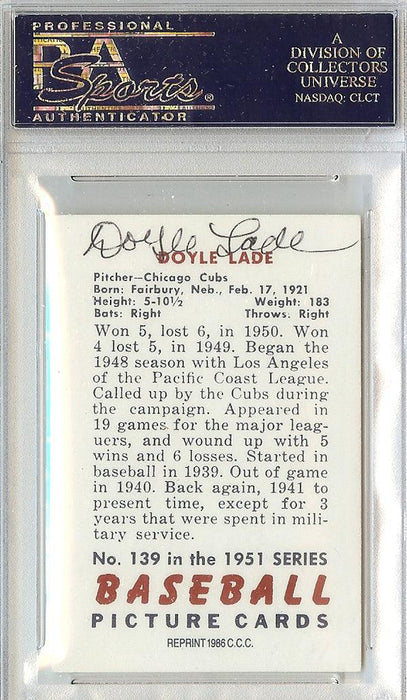 PROFESSIONAL
PSA
Sports®
AUTHENTICATOR
A
DIVISION OF
COLLECTORS
UNIVERSE
NASDAQ: CLCT
Doyle Lade
DOYLE LADE
Pitcher—Chicago Cubs
Born: Fairbury, Neb., Feb. 17, 1921
Height: 5-10½ Weight: 183
Bats: Right Throws: Right
Won 5, lost 6, in 1950. Won
4 lost 5, in 1949. Began the
1948 season with Los Angeles
of the Pacific Coast League.
Called up by the Cubs during
the campaign. Appeared in
19 games for the major leag-
uers, and wound up with 5
wins and 6 losses. Started in
baseball in 1939. Out of game
in 1940. Back again, 1941 to
present time, except for 3
years that were spent in mili-
tary service.
No. 139 in the 1951 SERIES
BASEBALL
PICTURE CARDS
REPRINT 1986 C.C.C.